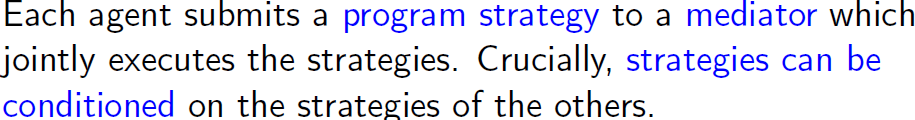 Each agent submits a program strategy to a mediator which
jointly executes the strategies. Crucially, strategies can be
conditioned on the strategies of the others.